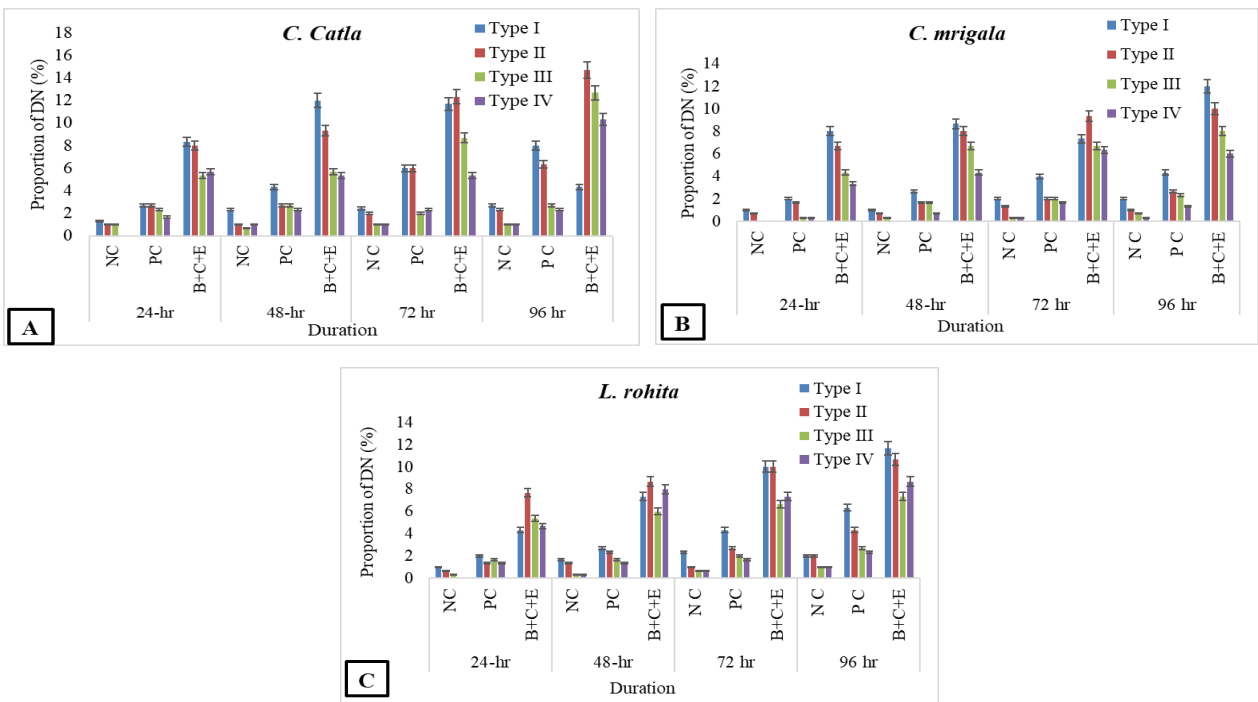 C. Catla
Type I
Type II
Type III
Type IV
Proportion of DN (%)
18
16
14
12
10
8
6
4
2
0
NC PC B+C+E NC PC B+C+E N C PC B+C+E N C P C B+C+E
24-hr 48-hr 72 hr 96 hr
Duration
A
C. mrigala
Type I
Type II
Type III
Type IV
Proportion of DN (%)
14
12
10
8
6
4
2
0
NC PC B+C+E NC PC B+C+E N C PC B+C+E N C P C B+C+E
24-hr 48-hr 72 hr 96 hr
Duration
B
L. rohita
Type I
Type II
Type III
Type IV
Proportion of DN (%)
14
12
10
8
6
4
2
0
NC PC B+C+E NC PC B+C+E N C PC B+C+E N C P C B+C+E
24-hr 48-hr 72 hr 96 hr
Duration
C